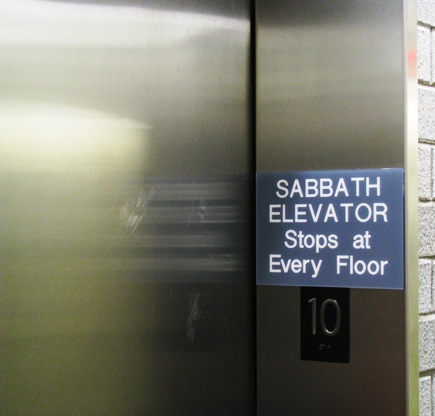 SABBATH
ELEVATOR
Stops at
Every Floor
10